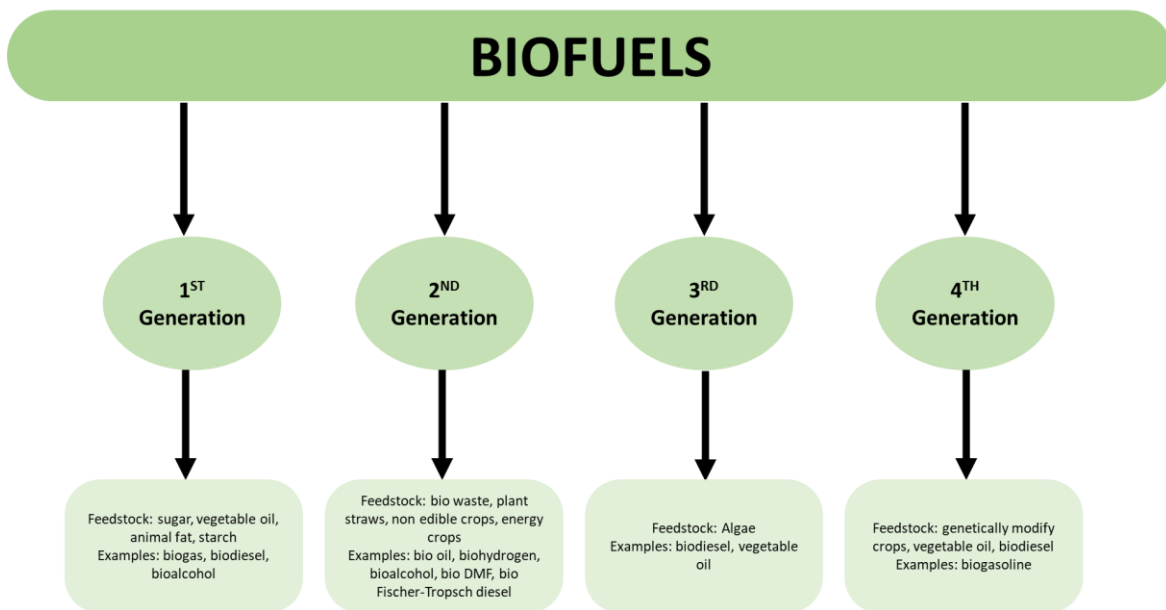 BIOFUELS
1ST
Generation
2ND
Generation
3RD
Generation
4TH
Generation
Feedstock: sugar, vegetable oil,
animal fat, starch
Examples: biogas, biodiesel,
bioalcohol
Feedstock: bio waste, plant
straws, non edible crops, energy
crops
Examples: bio oil, biohydrogen,
bioalcohol, bio DMF, bio
Fischer-Tropsch diesel
Feedstock: Algae
Examples: biodiesel, vegetable
oil
Feedstock: genetically modify
crops, vegetable oil, biodiesel
Examples: biogasoline